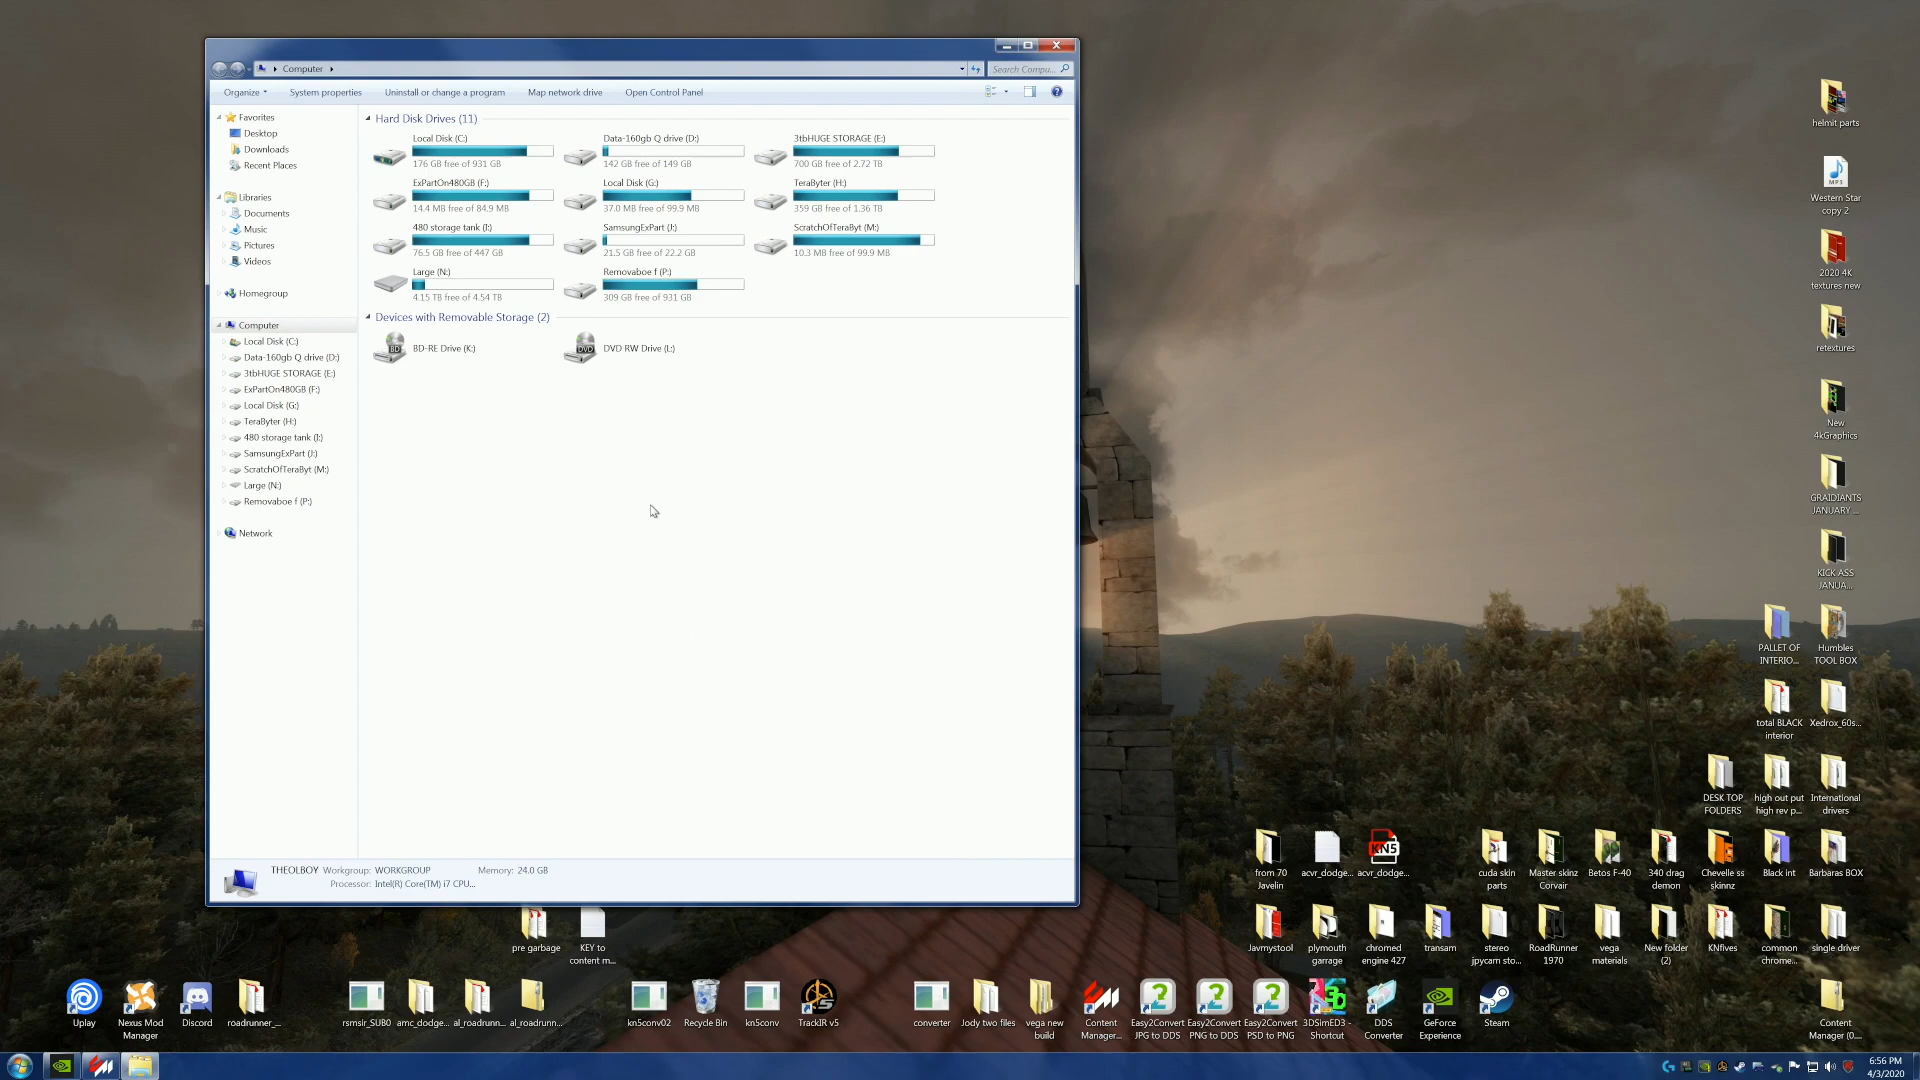 Computer
Search Compu...
Organize
System properties
Uninstall or change a program
Map network drive
Open Control Panel
Favorites
Desktop
Downloads
Recent Places
Libraries
Documents
Music
Pictures
Videos
Homegroup
Computer
Local Disk (C:)
Data-160gb Q drive (D:)
3tbHUGE STORAGE (E:)
ExPartOn480GB (F:)
Local Disk (G:)
TeraByter (H:)
480 storage tank (I:)
SamsungExPart (J:)
ScratchOfTeraByt (M:)
Large (N:)
Removaboe f (P:)
Network
Hard Disk Drives (11)
Local Disk (C:)
176 GB free of 931 GB
Data-160gb Q drive (D:)
142 GB free of 149 GB
3tbHUGE STORAGE (E:)
700 GB free of 2.72 TB
ExPartOn480GB (F:)
14.4 MB free of 84.9 MB
Local Disk (G:)
37.0 MB free of 99.9 MB
TeraByter (H:)
359 GB free of 1.36 TB
480 storage tank (I:)
76.5 GB free of 447 GB
SamsungExPart (J:)
21.5 GB free of 22.2 GB
ScratchOfTeraByt (M:)
10.3 MB free of 99.9 MB
Large (N:)
4.15 TB free of 4.54 TB
Removaboe f (P:)
309 GB free of 931 GB
Devices with Removable Storage (2)
BD
BD-RE Drive (K:)
DVD
DVD RW Drive (L:)
THEOLBOY Workgroup: WORKGROUP Memory: 24.0 GB
Processor: Intel(R) Core(TM) i7 CPU...
helmit parts
MP3
Western Star
copy 2
2020 4K
textures new
retextures
New
4kGraphics
GRAIDIANTS
JANUARY ...
KICK ASS
JANUA...
PALLET OF
INTERIO...
Humbles
TOOL BOX
total BLACK
interior
Xedrox_60s...
DESK TOP
FOLDERS
high out put
high rev p...
International
drivers
from 70
Javelin
acvr_dodge...
KN5
acvr_dodge...
cuda skin
parts
Master skinz
Corvair
Betos F-40
340 drag
demon
Chevelle ss
skinnz
Black int
Barbaras BOX
pre garbage
KEY to
content m...
Javmystool
plymouth
garrage
chromed
engine 427
transam
stereo
jpycam sto...
RoadRunner
1970
vega
materials
New folder
(2)
KNfives
common
chrome...
single driver
Uplay
Nexus Mod
Manager
Discord
roadrunner_...
rsmsir_SUB0
amc_dodge...
al_roadrunn...
al_roadrunn...
kn5conv02
Recycle Bin
kn5conv
TrackIR v5
converter
Jody two files
vega new
build
Content
Manager...
Easy2Convert
JPG to DDS
Easy2Convert
PNG to DDS
Easy2Convert
PSD to PNG
3DSimED3 -
Shortcut
DDS
Converter
GeForce
Experience
Steam
Content
Manager (0....
6:56 PM
4/3/2020